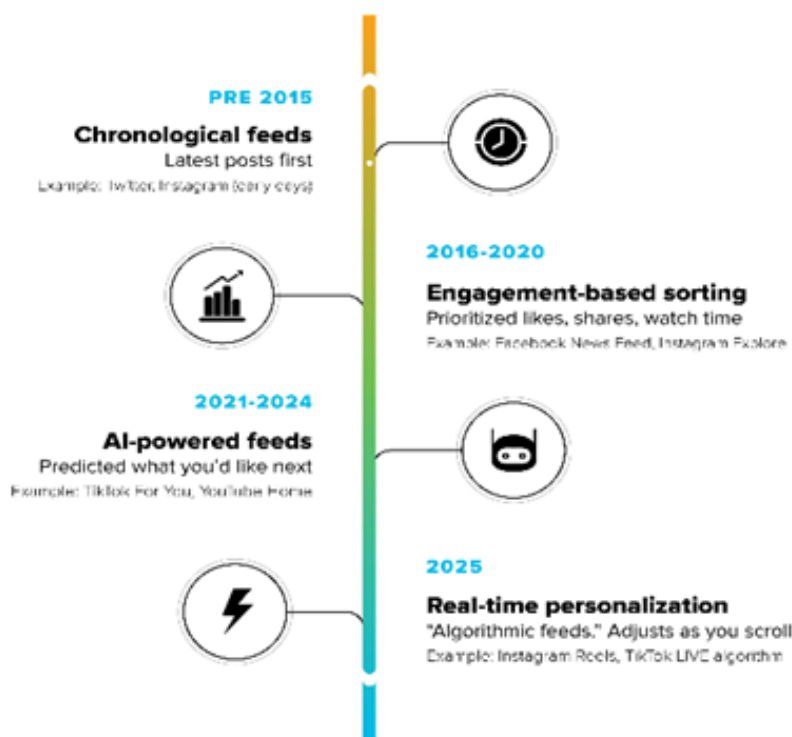 PRE 2015
Chronological feeds
Latest posts first
Example: Twitter, Instagram (early days)
2016-2020
Engagement-based sorting
Prioritized likes, shares, watch time
Example: Facebook News Feed, Instagram Explore
2021-2024
AI-powered feeds
Predicted what you'd like next
Example: TikTok For You, YouTube Home
2025
Real-time personalization
"Algorithmic feeds." Adjusts as you scroll
Example: Instagram Reels, TikTok LIVE algorithm